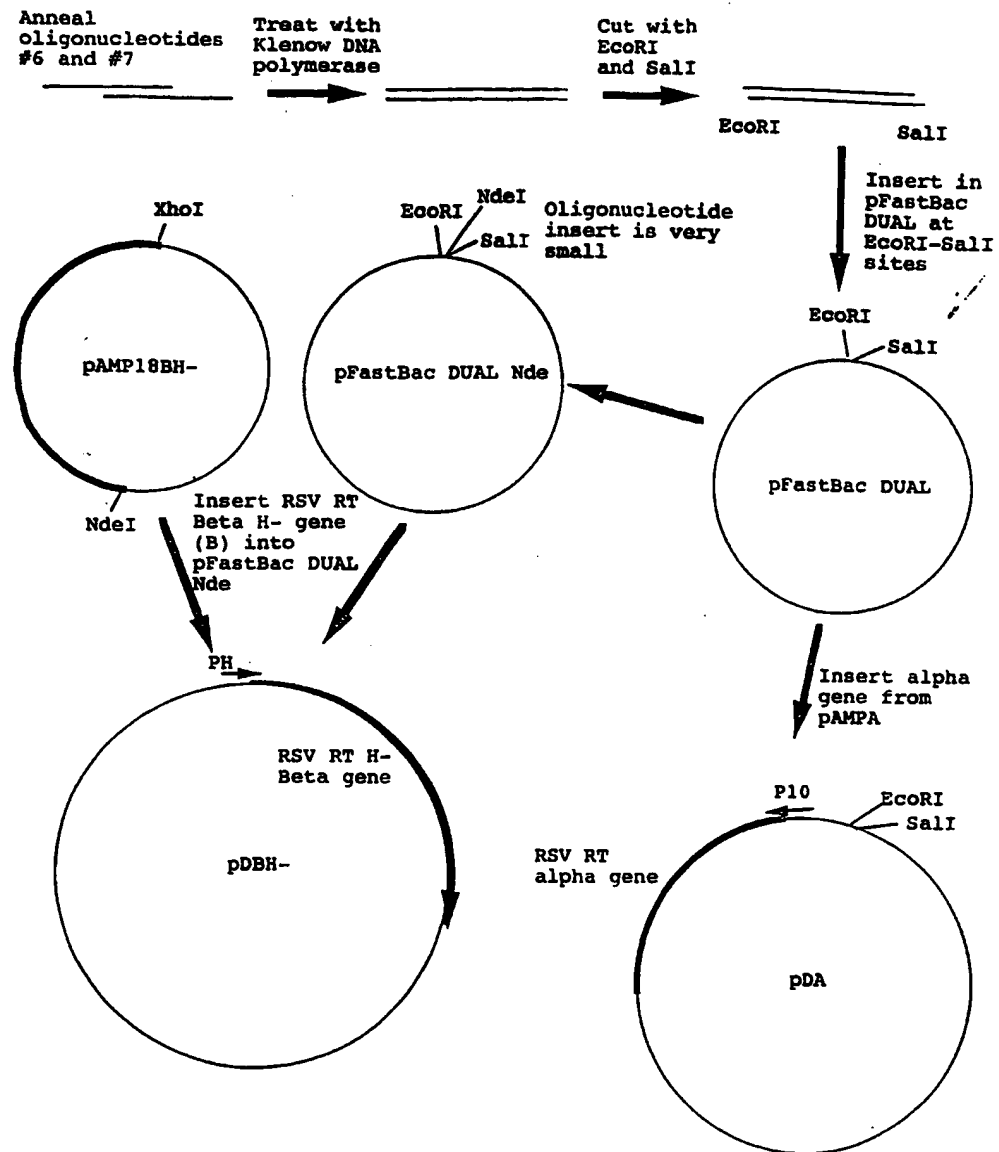 Anneal
oligonucleotides
#6 and #7
Treat with
Klenow DNA
polymerase
Cut with
EcoRI
and SalI
EcoRI
SalI
Insert in
pFastBac
DUAL at
EcoRI-SalI
sites
XhoI
pAMP18BH-
NdeI
EcoRI
NdeI
SalI
Oligonucleotide
insert is very
small
pFastBac DUAL Nde
EcoRI
SalI
pFastBac DUAL
Insert RSV RT
Beta H- gene
(B) into
pFastBac DUAL
Nde
PH
RSV RT H-
Beta gene
pDBH-
Insert alpha
gene from
pAMPA
P10
EcoRI
SalI
RSV RT
alpha gene
pDA